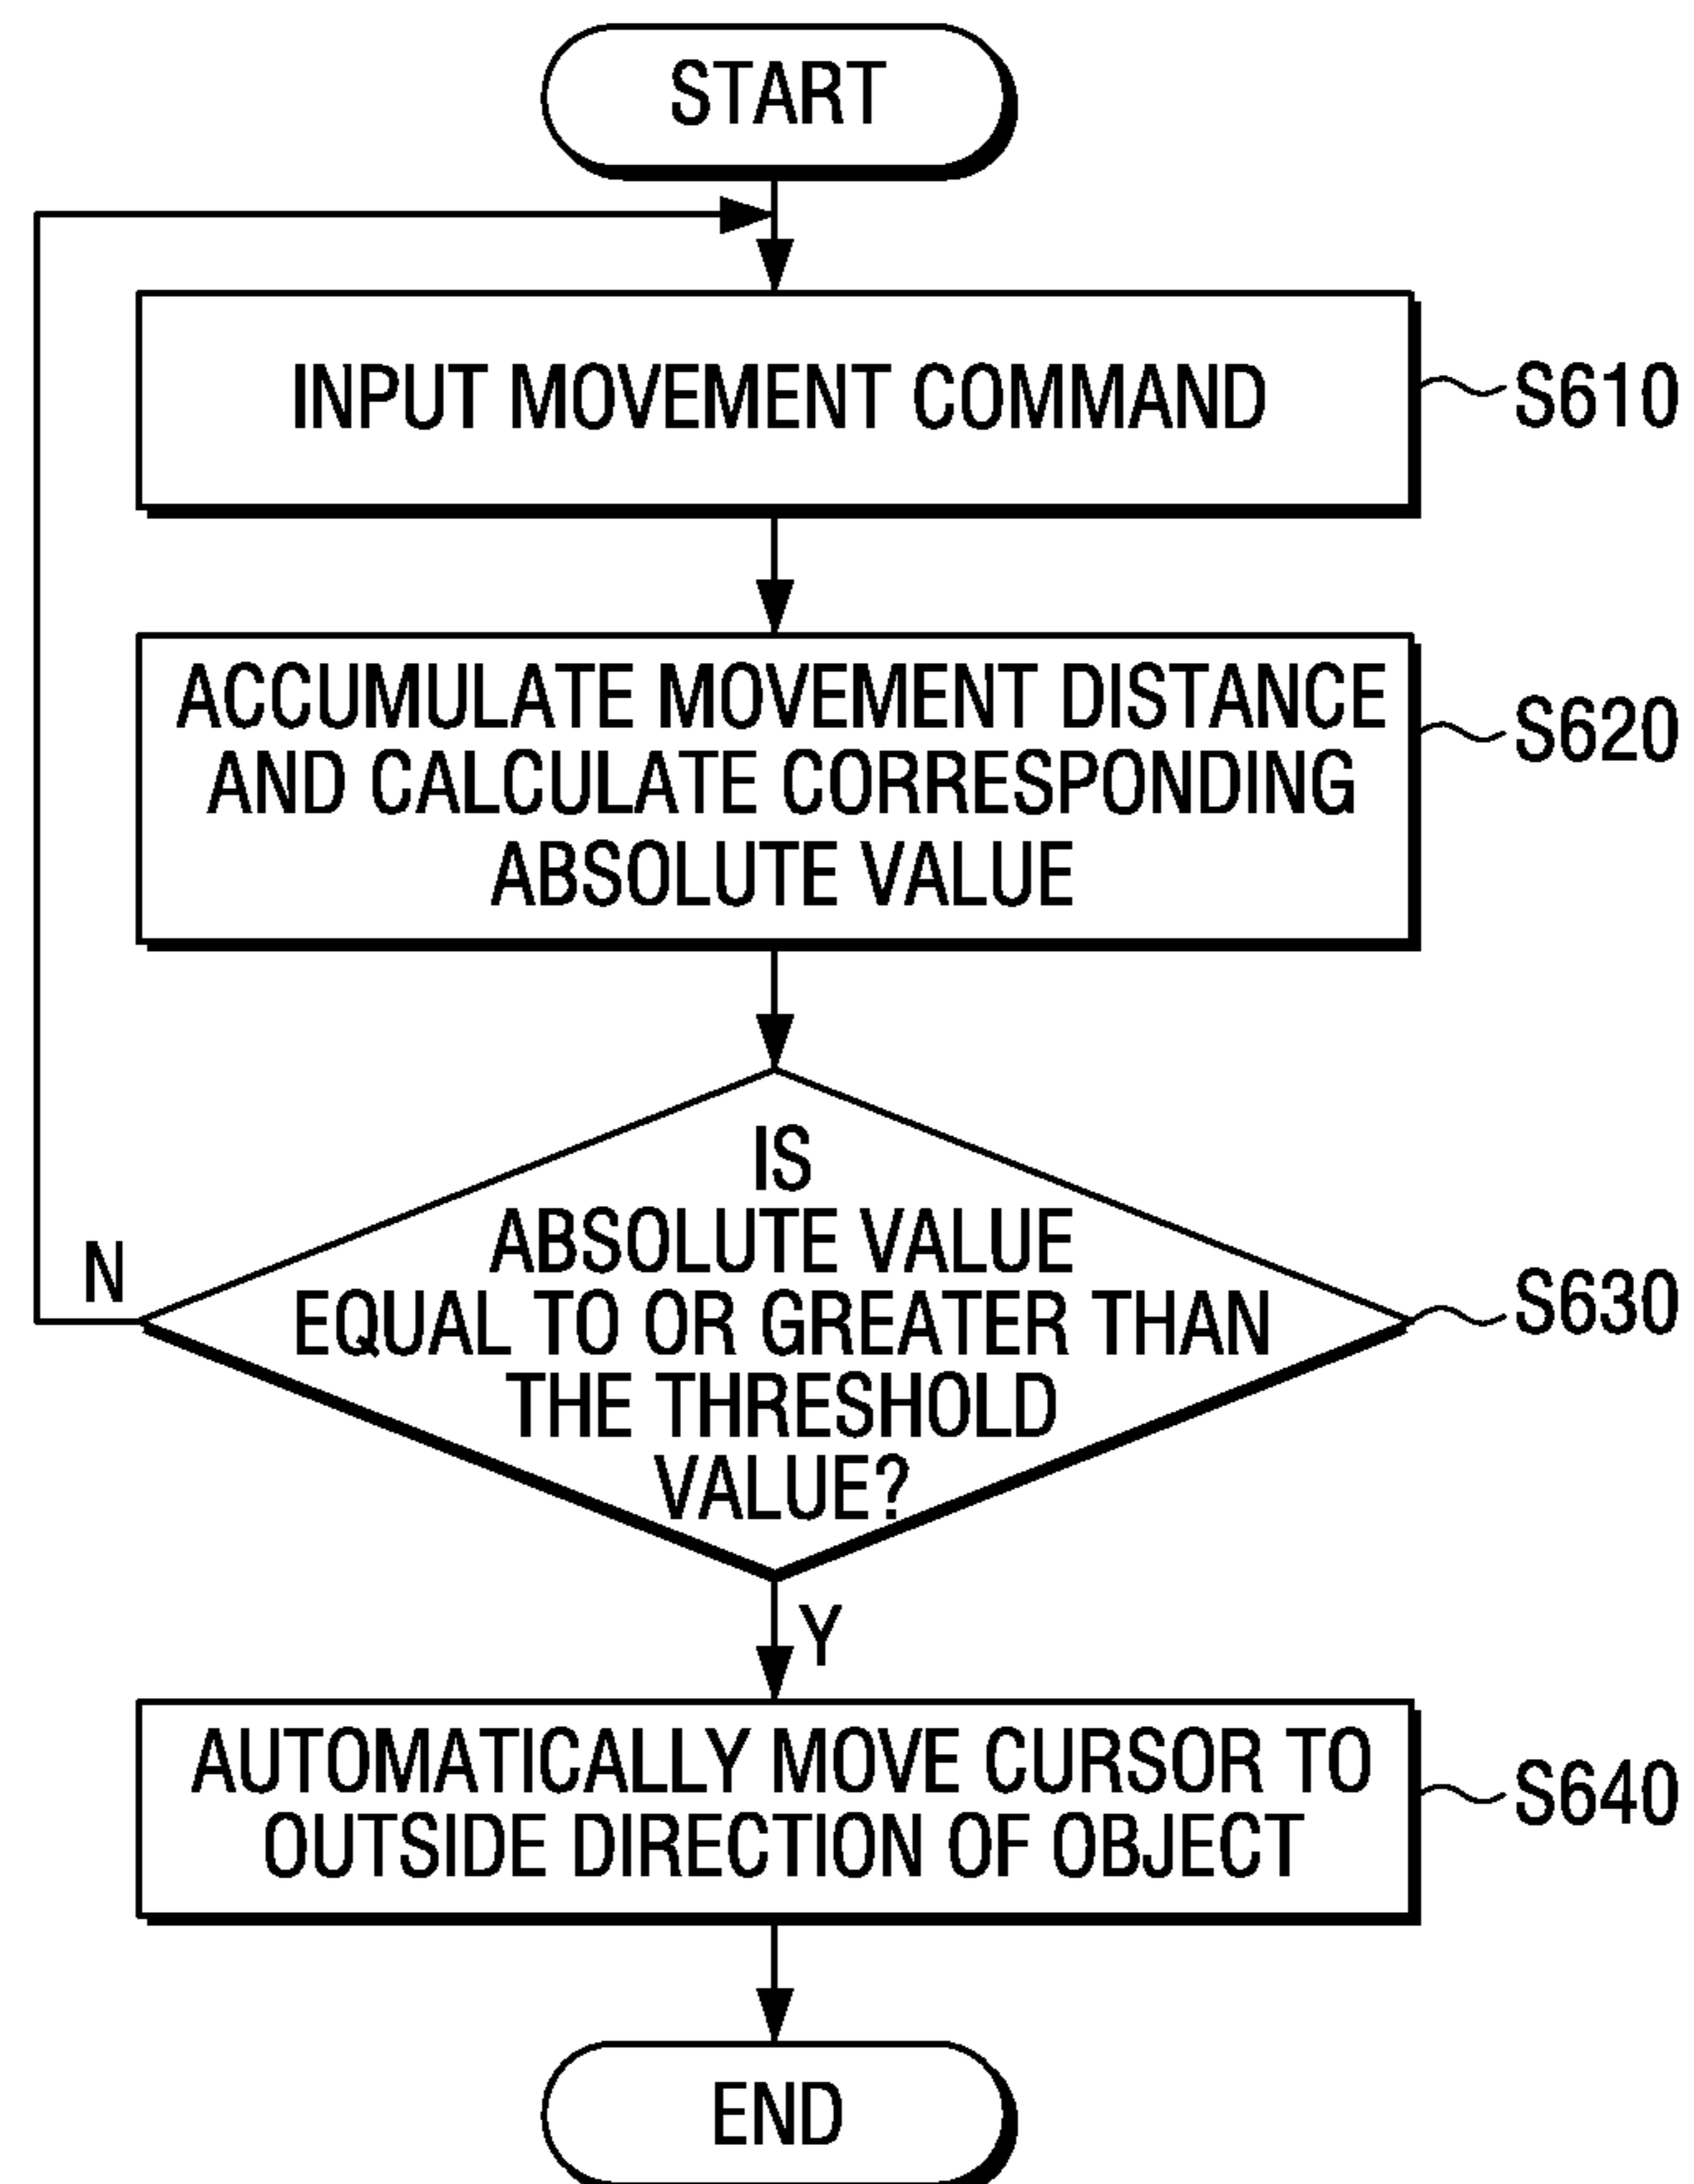 START
INPUT MOVEMENT COMMAND
S610
ACCUMULATE MOVEMENT DISTANCE
AND CALCULATE CORRESPONDING
ABSOLUTE VALUE
S620
IS
ABSOLUTE VALUE
EQUAL TO OR GREATER THAN
THE THRESHOLD
VALUE?
S630
N
Y
AUTOMATICALLY MOVE CURSOR TO
OUTSIDE DIRECTION OF OBJECT
S640
END